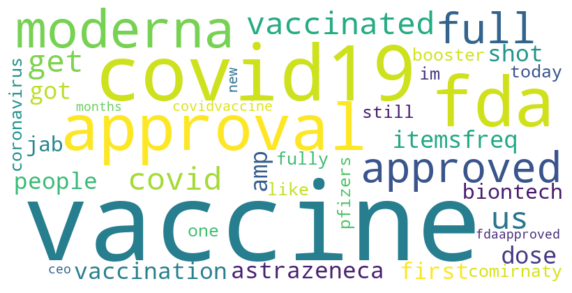 moderna
vaccinated
full
get
covid19
booster
shot
coronavirus
got
new
im
today
months
covidvaccine
fda
approval
still
jab
itemsfreq
amp
fully
approved
people
covid
like
pfizers
biontech
vaccine
one
us
fdaapproved
dose
ceo
vaccination
astrazeneca
first
comirnaty